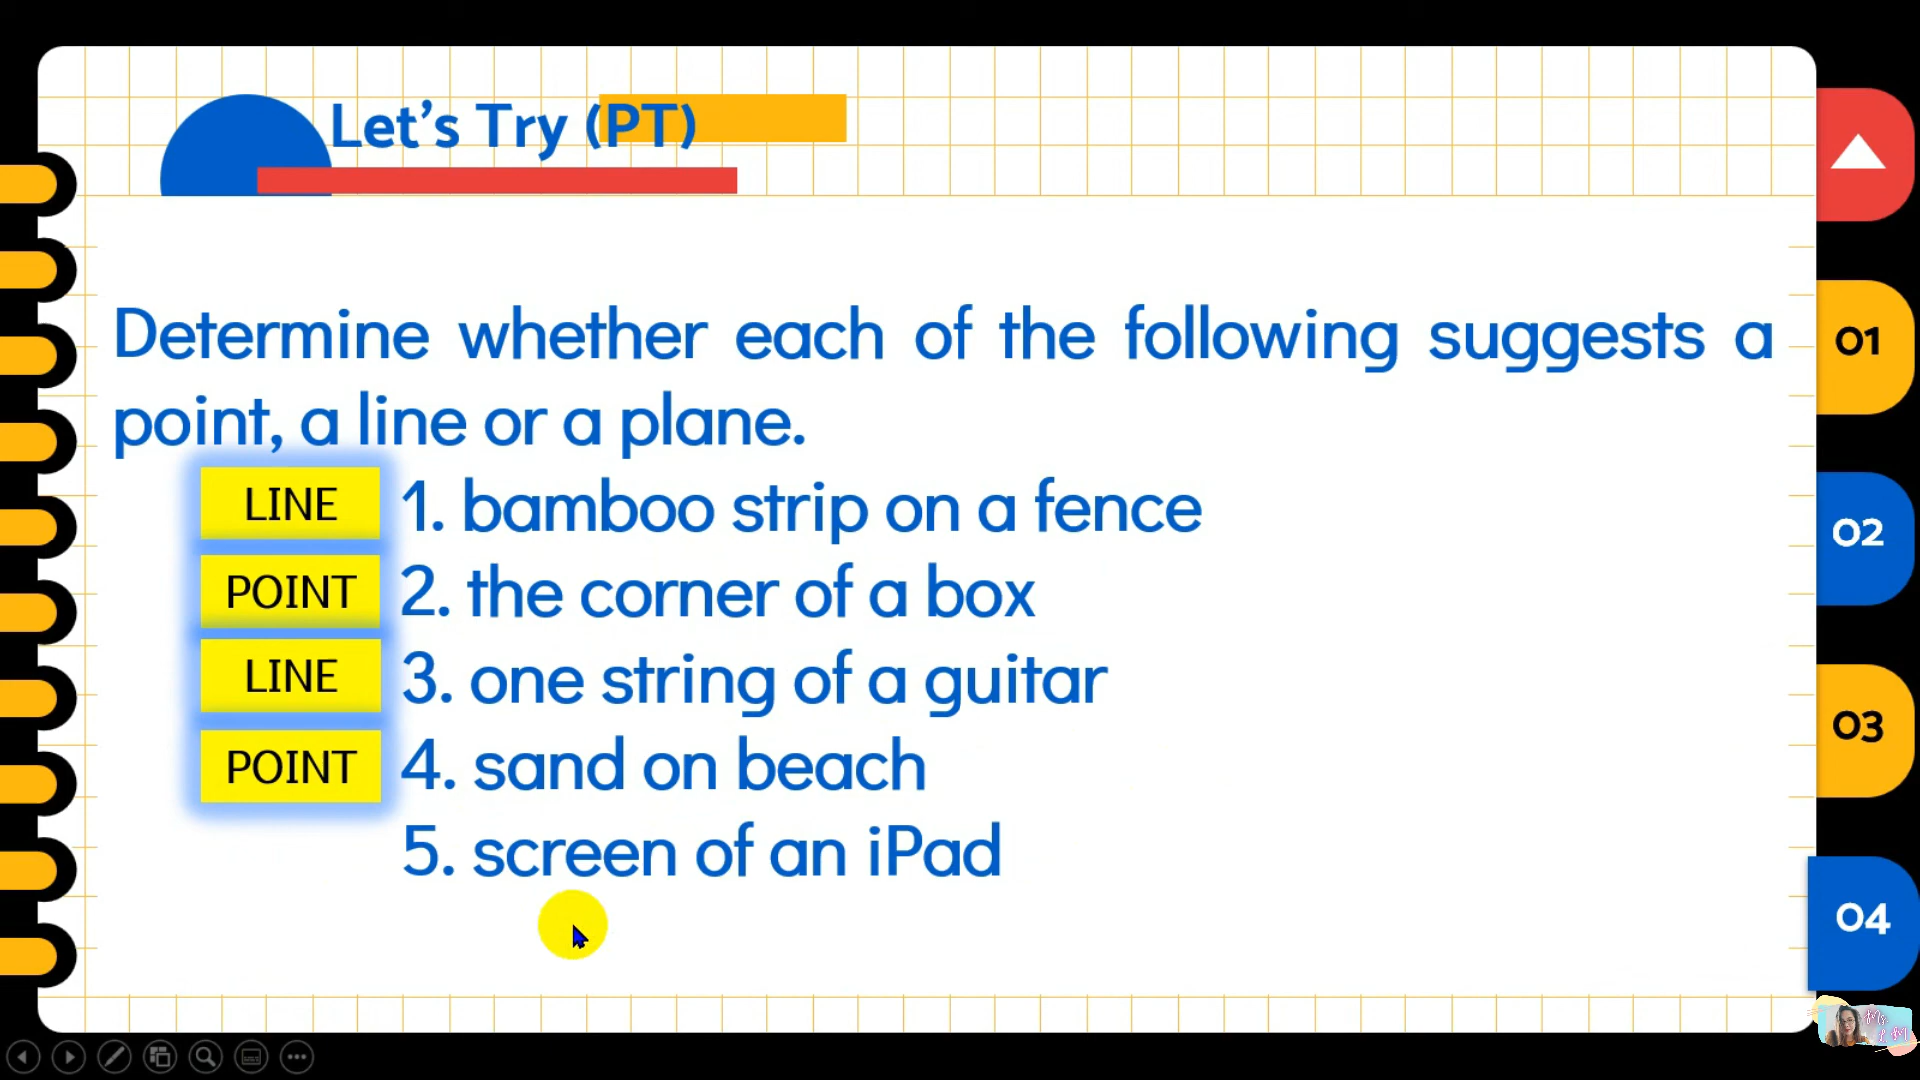 Let's Try (PT)
Determine whether each of the following suggests a
point, a line or a plane.
LINE 1. bamboo strip on a fence
POINT 2. the corner of a box
LINE 3. one string of a guitar
POINT 4. sand on beach
5. screen of an iPad
01
02
03
04